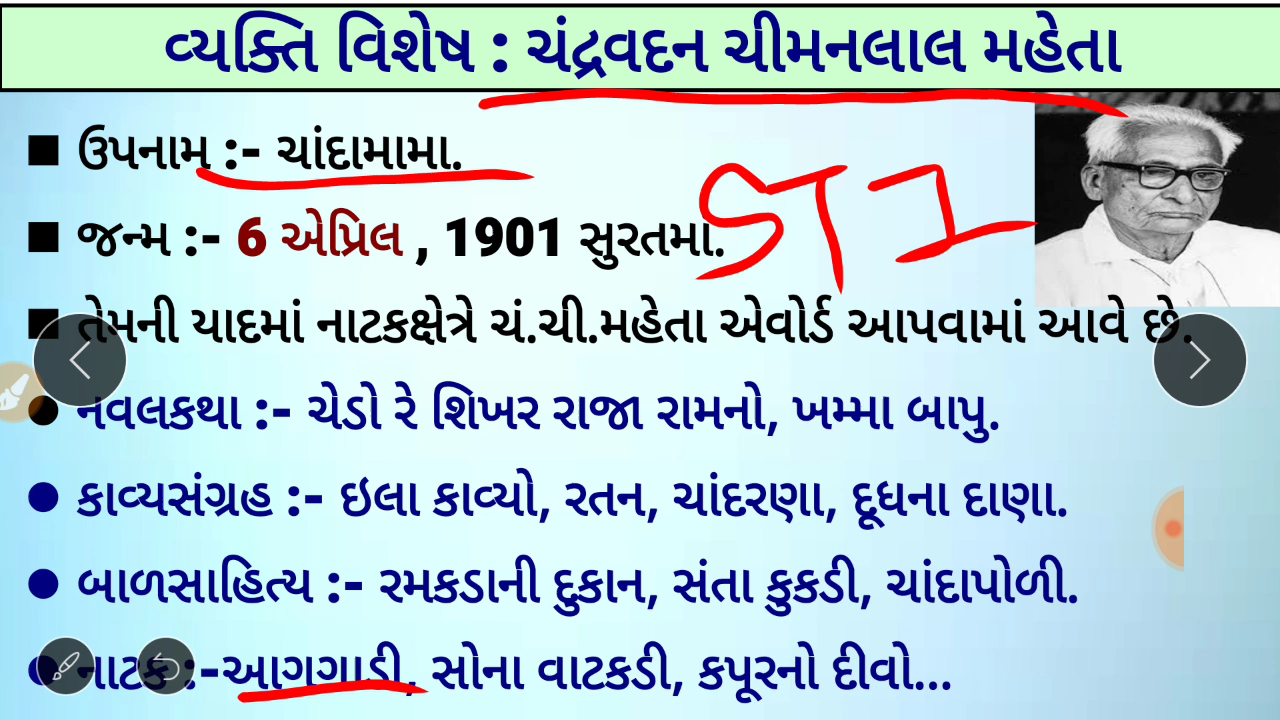 વ્યક્તિ વિશેષ : ચંદ્રવદન ચીમનલાલ મહેતા
■ ઉપનામ :- ચાંદામામા.
■ જન્મ :- 6 એપ્રિલ , 1901 સુરતમાં.
STI
■ તેમની યાદમાં નાટકક્ષેત્રે ચં.ચી.મહેતા એવોર્ડ આપવામાં આવે છે.
● નવલકથા :- ચેડો રે શિખર રાજા રામનો, ખમ્મા બાપુ.
● કાવ્યસંગ્રહ :- ઇલા કાવ્યો, રતન, ચાંદરણા, દૂધના દાણા.
● બાળસાહિત્ય :- રમકડાની દુકાન, સંતા કુકડી, ચાંદાપોળી.
● નાટક :-આગગાડી, સોના વાટકડી, કપૂરનો દીવો...